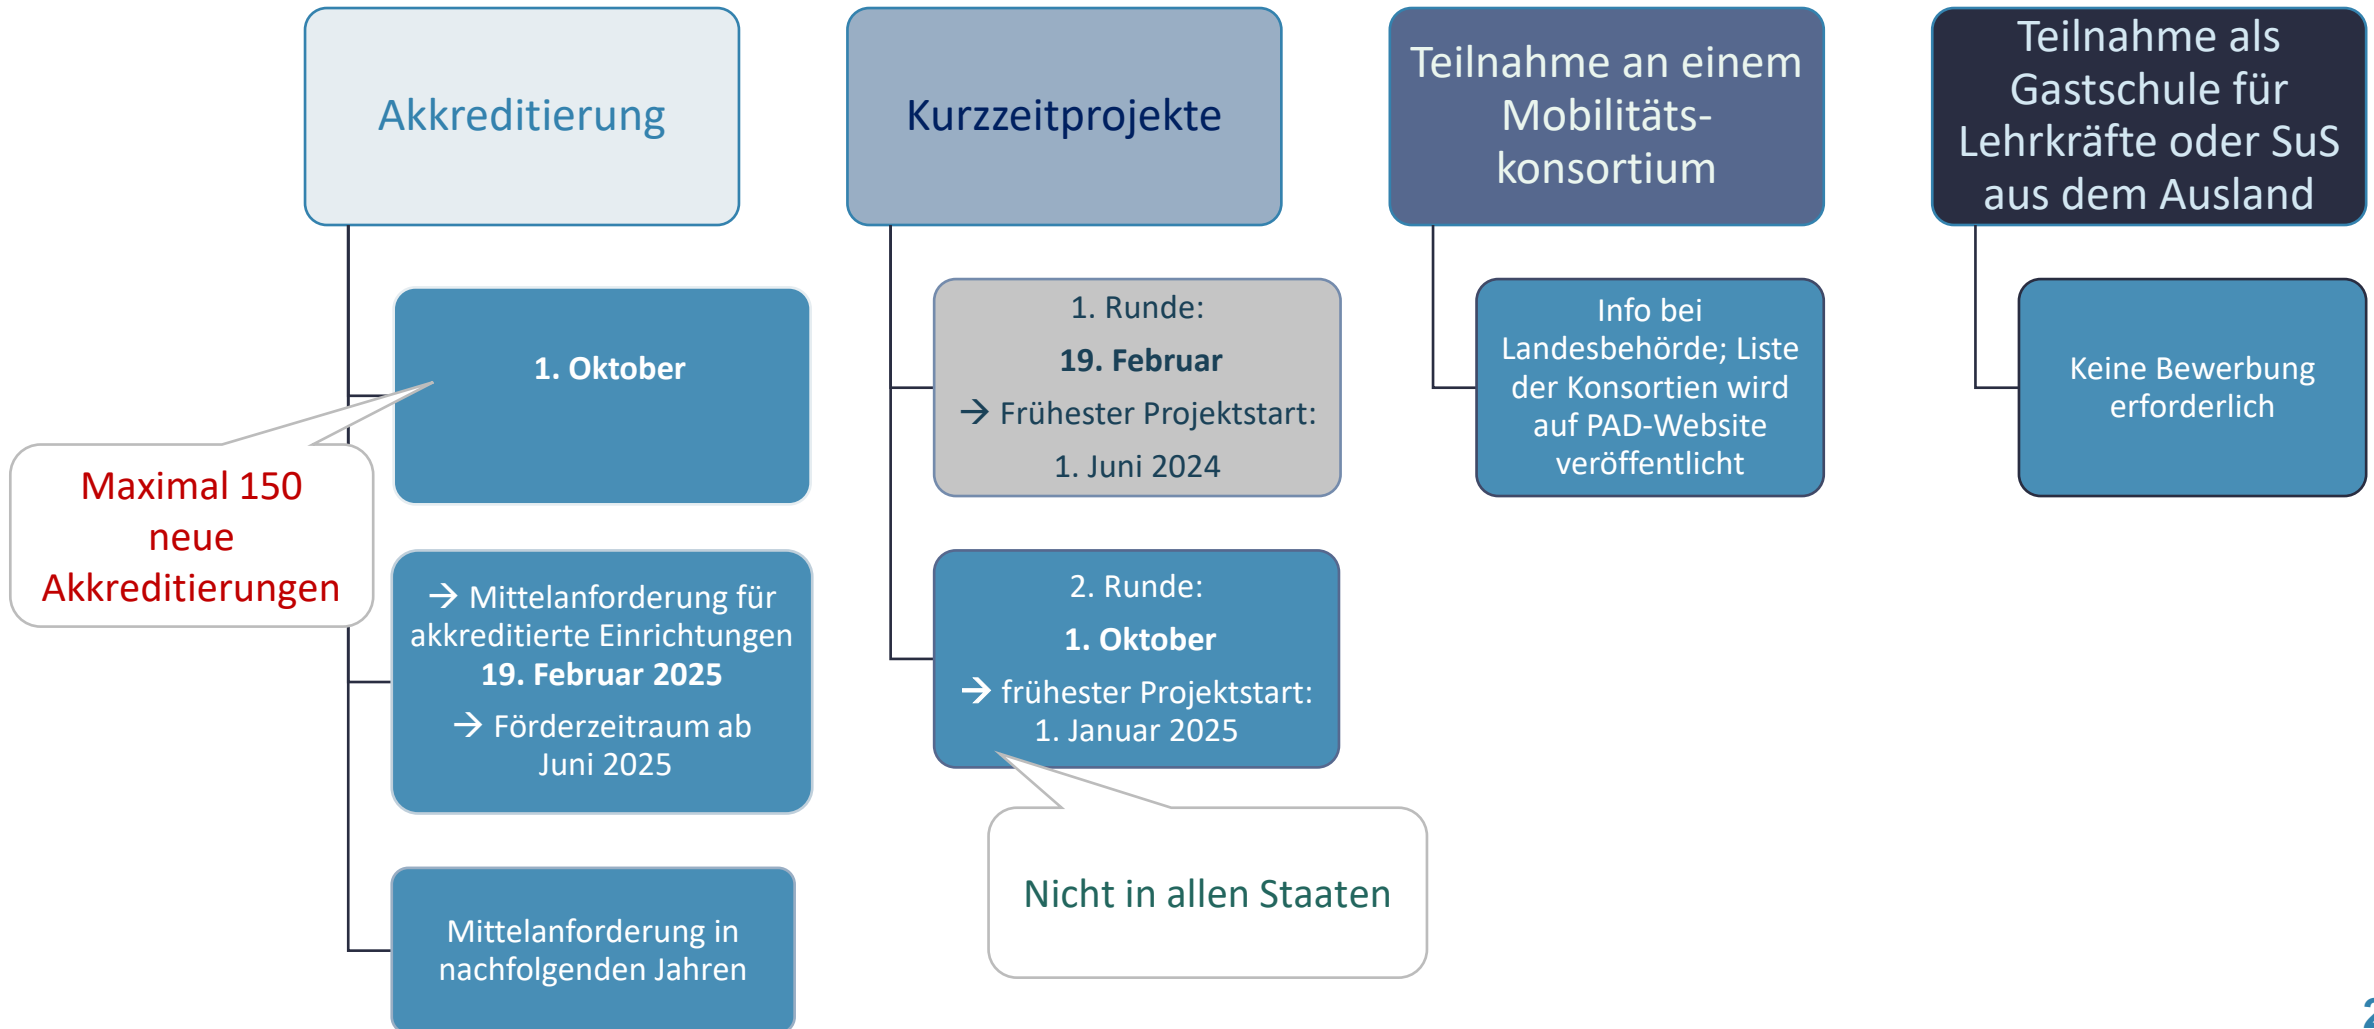 Akkreditierung
1. Oktober
Maximal 150
neue
Akkreditierungen
→ Mittelanforderung für
akkreditierte Einrichtungen
19. Februar 2025
→ Förderzeitraum ab
Juni 2025
Mittelanforderung in
nachfolgenden Jahren
Kurzzeitprojekte
1. Runde:
19. Februar
→ Frühester Projektstart:
1. Juni 2024
2. Runde:
1. Oktober
→ frühester Projektstart:
1. Januar 2025
Nicht in allen Staaten
Teilnahme an einem
Mobilitäts-
konsortium
Info bei
Landesbehörde; Liste
der Konsortien wird
auf PAD-Website
veröffentlicht
Teilnahme als
Gastschule für
Lehrkräfte oder SuS
aus dem Ausland
Keine Bewerbung
erforderlich